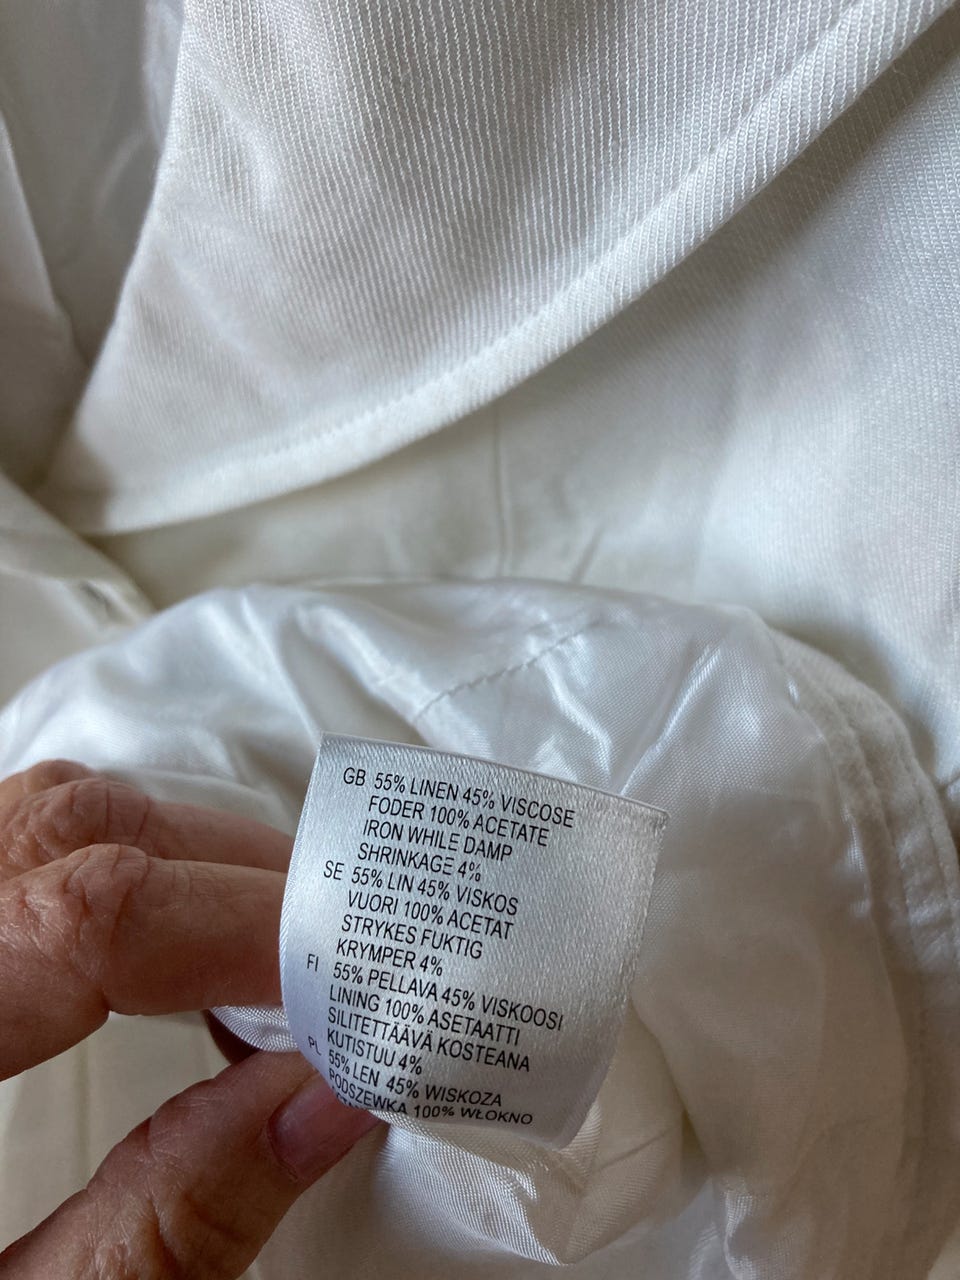 GB 55% LINEN 45% VISCOSE
FODER 100% ACETATE
IRON WHILE DAMP
SHRINKAGE 4%
SE 55% LIN 45% VISKOS
VUORI 100% ACETAT
STRYKES FUKTIG
KRYMPER 4%
FI 55% PELLAVA 45% VISKOOSI
LINING 100% ASETAATTI
SILITETTÄÄVÄ KOSTEANA
KUTISTUU 4%
PL 55% LEN 45% WISKOZA
PODSZEWKA 100% WŁOKNO